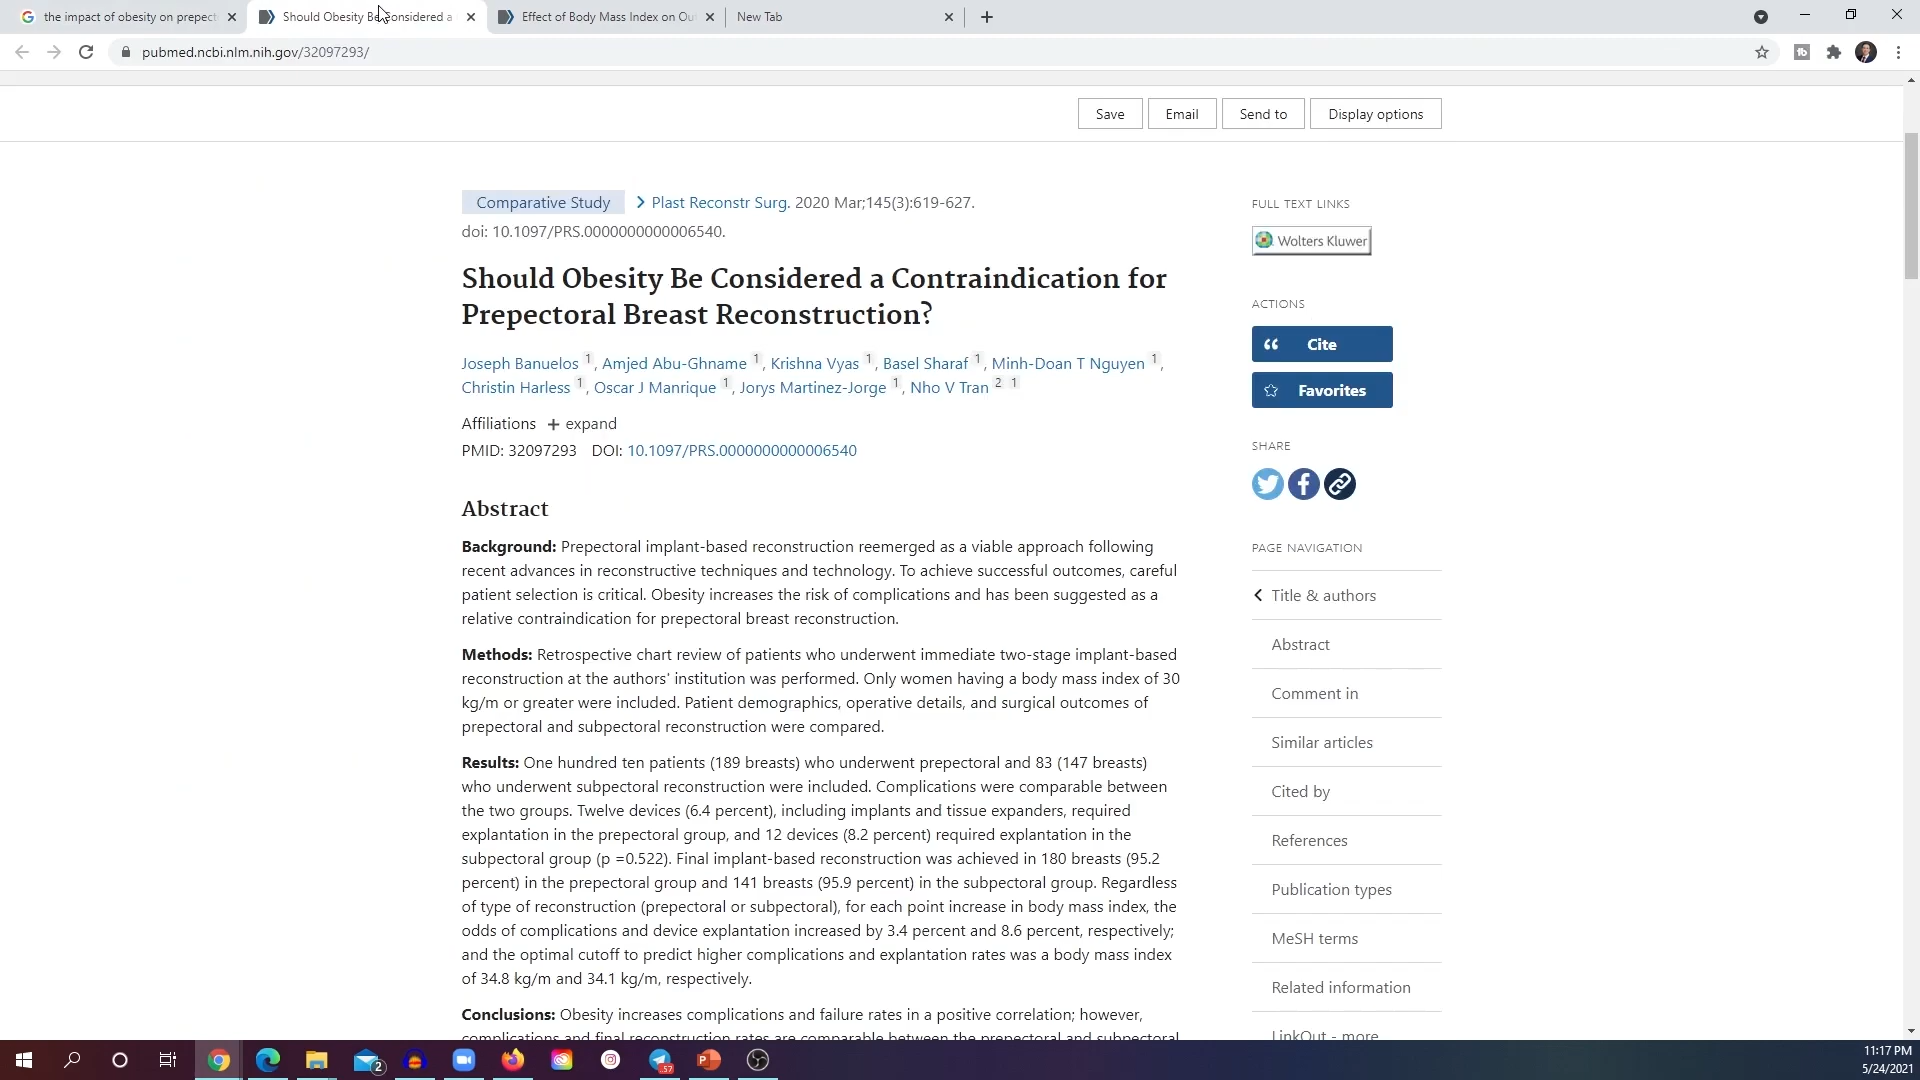 the impact of obesity on prepect
Should Obesity Be Considered a
Effect of Body Mass Index on Ou
New Tab
pubmed.ncbi.nlm.nih.gov/32097293/
Save
Email
Send to
Display options
Comparative Study
Plast Reconstr Surg. 2020 Mar;145(3):619-627.
doi: 10.1097/PRS.0000000000006540.
Should Obesity Be Considered a Contraindication for
Prepectoral Breast Reconstruction?
Joseph Banuelos 1, Amjed Abu-Ghname 1, Krishna Vyas 1, Basel Sharaf 1, Minh-Doan T Nguyen 1,
Christin Harless 1, Oscar J Manrique 1, Jorys Martinez-Jorge 1, Nho V Tran 2 1
Affiliations + expand
PMID: 32097293 DOI: 10.1097/PRS.0000000000006540
Abstract
Background: Prepectoral implant-based reconstruction reemerged as a viable approach following
recent advances in reconstructive techniques and technology. To achieve successful outcomes, careful
patient selection is critical. Obesity increases the risk of complications and has been suggested as a
relative contraindication for prepectoral breast reconstruction.
Methods: Retrospective chart review of patients who underwent immediate two-stage implant-based
reconstruction at the authors' institution was performed. Only women having a body mass index of 30
kg/m or greater were included. Patient demographics, operative details, and surgical outcomes of
prepectoral and subpectoral reconstruction were compared.
Results: One hundred ten patients (189 breasts) who underwent prepectoral and 83 (147 breasts)
who underwent subpectoral reconstruction were included. Complications were comparable between
the two groups. Twelve devices (6.4 percent), including implants and tissue expanders, required
explantation in the prepectoral group, and 12 devices (8.2 percent) required explantation in the
subpectoral group (p =0.522). Final implant-based reconstruction was achieved in 180 breasts (95.2
percent) in the prepectoral group and 141 breasts (95.9 percent) in the subpectoral group. Regardless
of type of reconstruction (prepectoral or subpectoral), for each point increase in body mass index, the
odds of complications and device explantation increased by 3.4 percent and 8.6 percent, respectively;
and the optimal cutoff to predict higher complications and explantation rates was a body mass index
of 34.8 kg/m and 34.1 kg/m, respectively.
Conclusions: Obesity increases complications and failure rates in a positive correlation; however,
complications and final reconstruction rates are comparable between the prepectoral and subpectoral
FULL TEXT LINKS
Wolters Kluwer
ACTIONS
Cite
Favorites
SHARE
PAGE NAVIGATION
Title & authors
Abstract
Comment in
Similar articles
Cited by
References
Publication types
MeSH terms
Related information
LinkOut - more
2
57
11:17 PM
5/24/2021